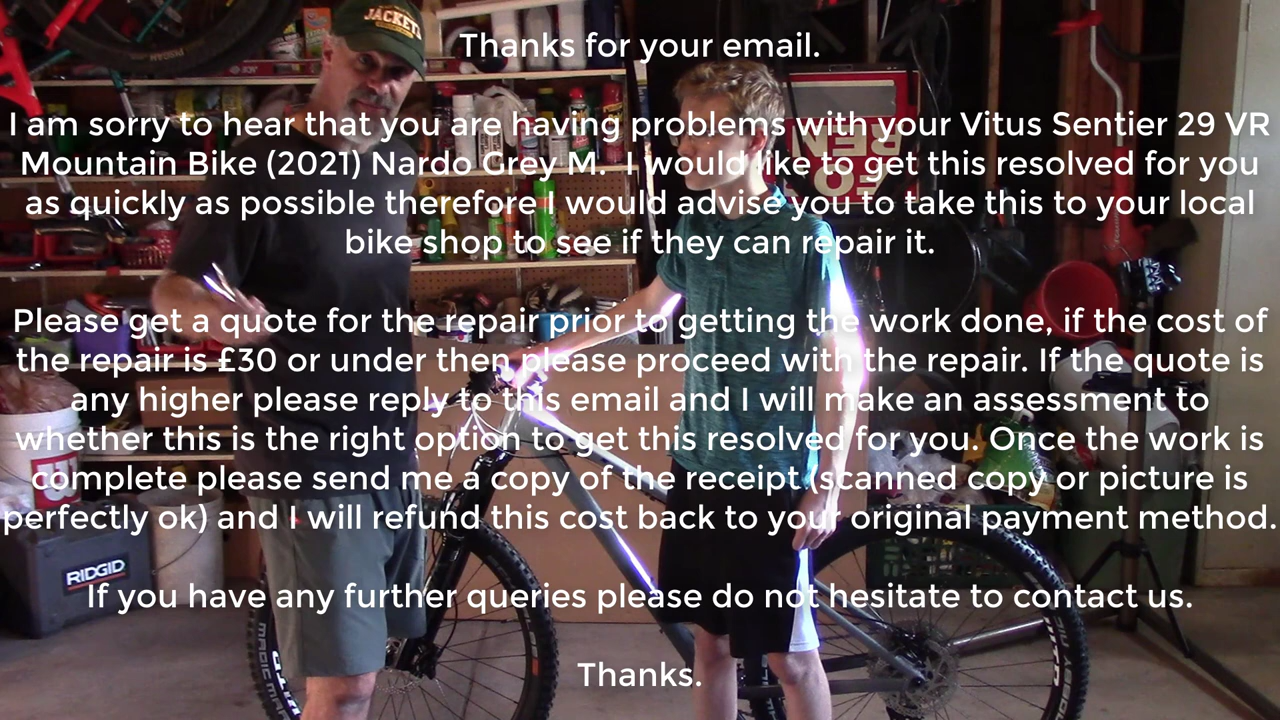 JACKETS
Thanks for your email.
I am sorry to hear that you are having problems with your Vitus Sentier 29 VR
Mountain Bike (2021) Nardo Grey M. I would like to get this resolved for you
as quickly as possible therefore I would advise you to take this to your local
bike shop to see if they can repair it.
Please get a quote for the repair prior to getting the work done, if the cost of
the repair is £30 or under then please proceed with the repair. If the quote is
any higher please reply to this email and I will make an assessment to
whether this is the right option to get this resolved for you. Once the work is
complete please send me a copy of the receipt (scanned copy or picture is
perfectly ok) and I will refund this cost back to your original payment method.
RIDGID
If you have any further queries please do not hesitate to contact us.
Thanks.